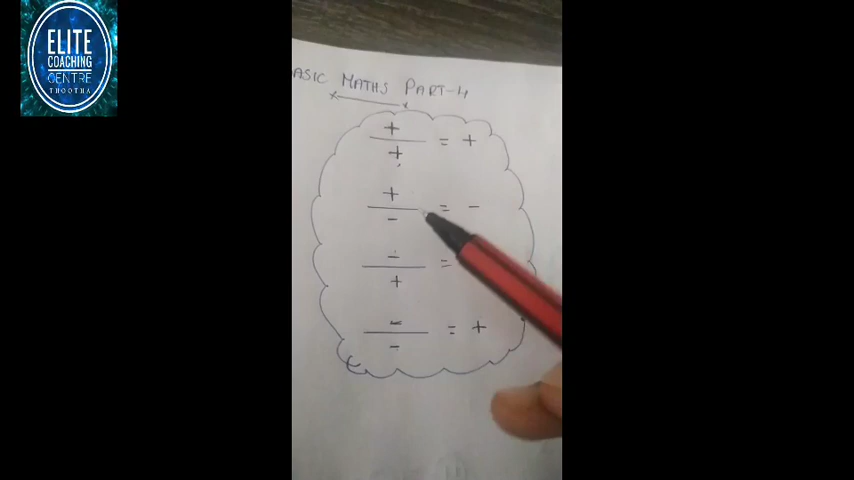 ELITE
COACHING
CENTRE
THOOTHA
ASIC MATHS PART-4
+
—— = +
+
+
—— = -
-
-
—— =
+
-
—— = +
-